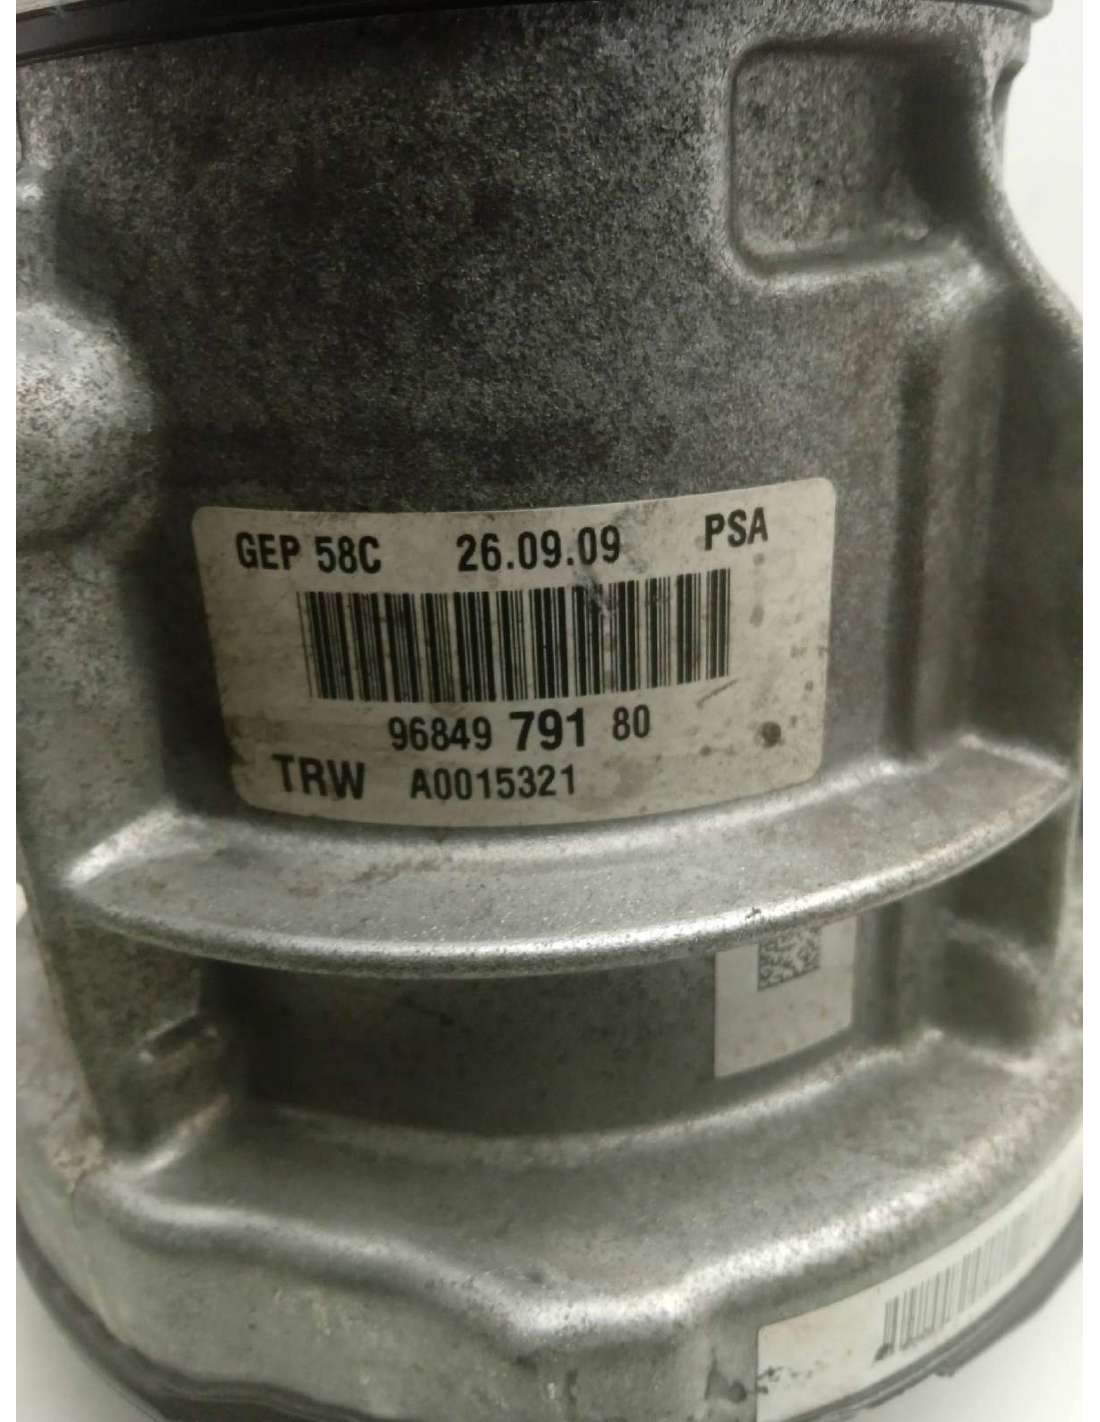 GEP 58C 26.09.09 PSA
96849 791 80
TRW A0015321